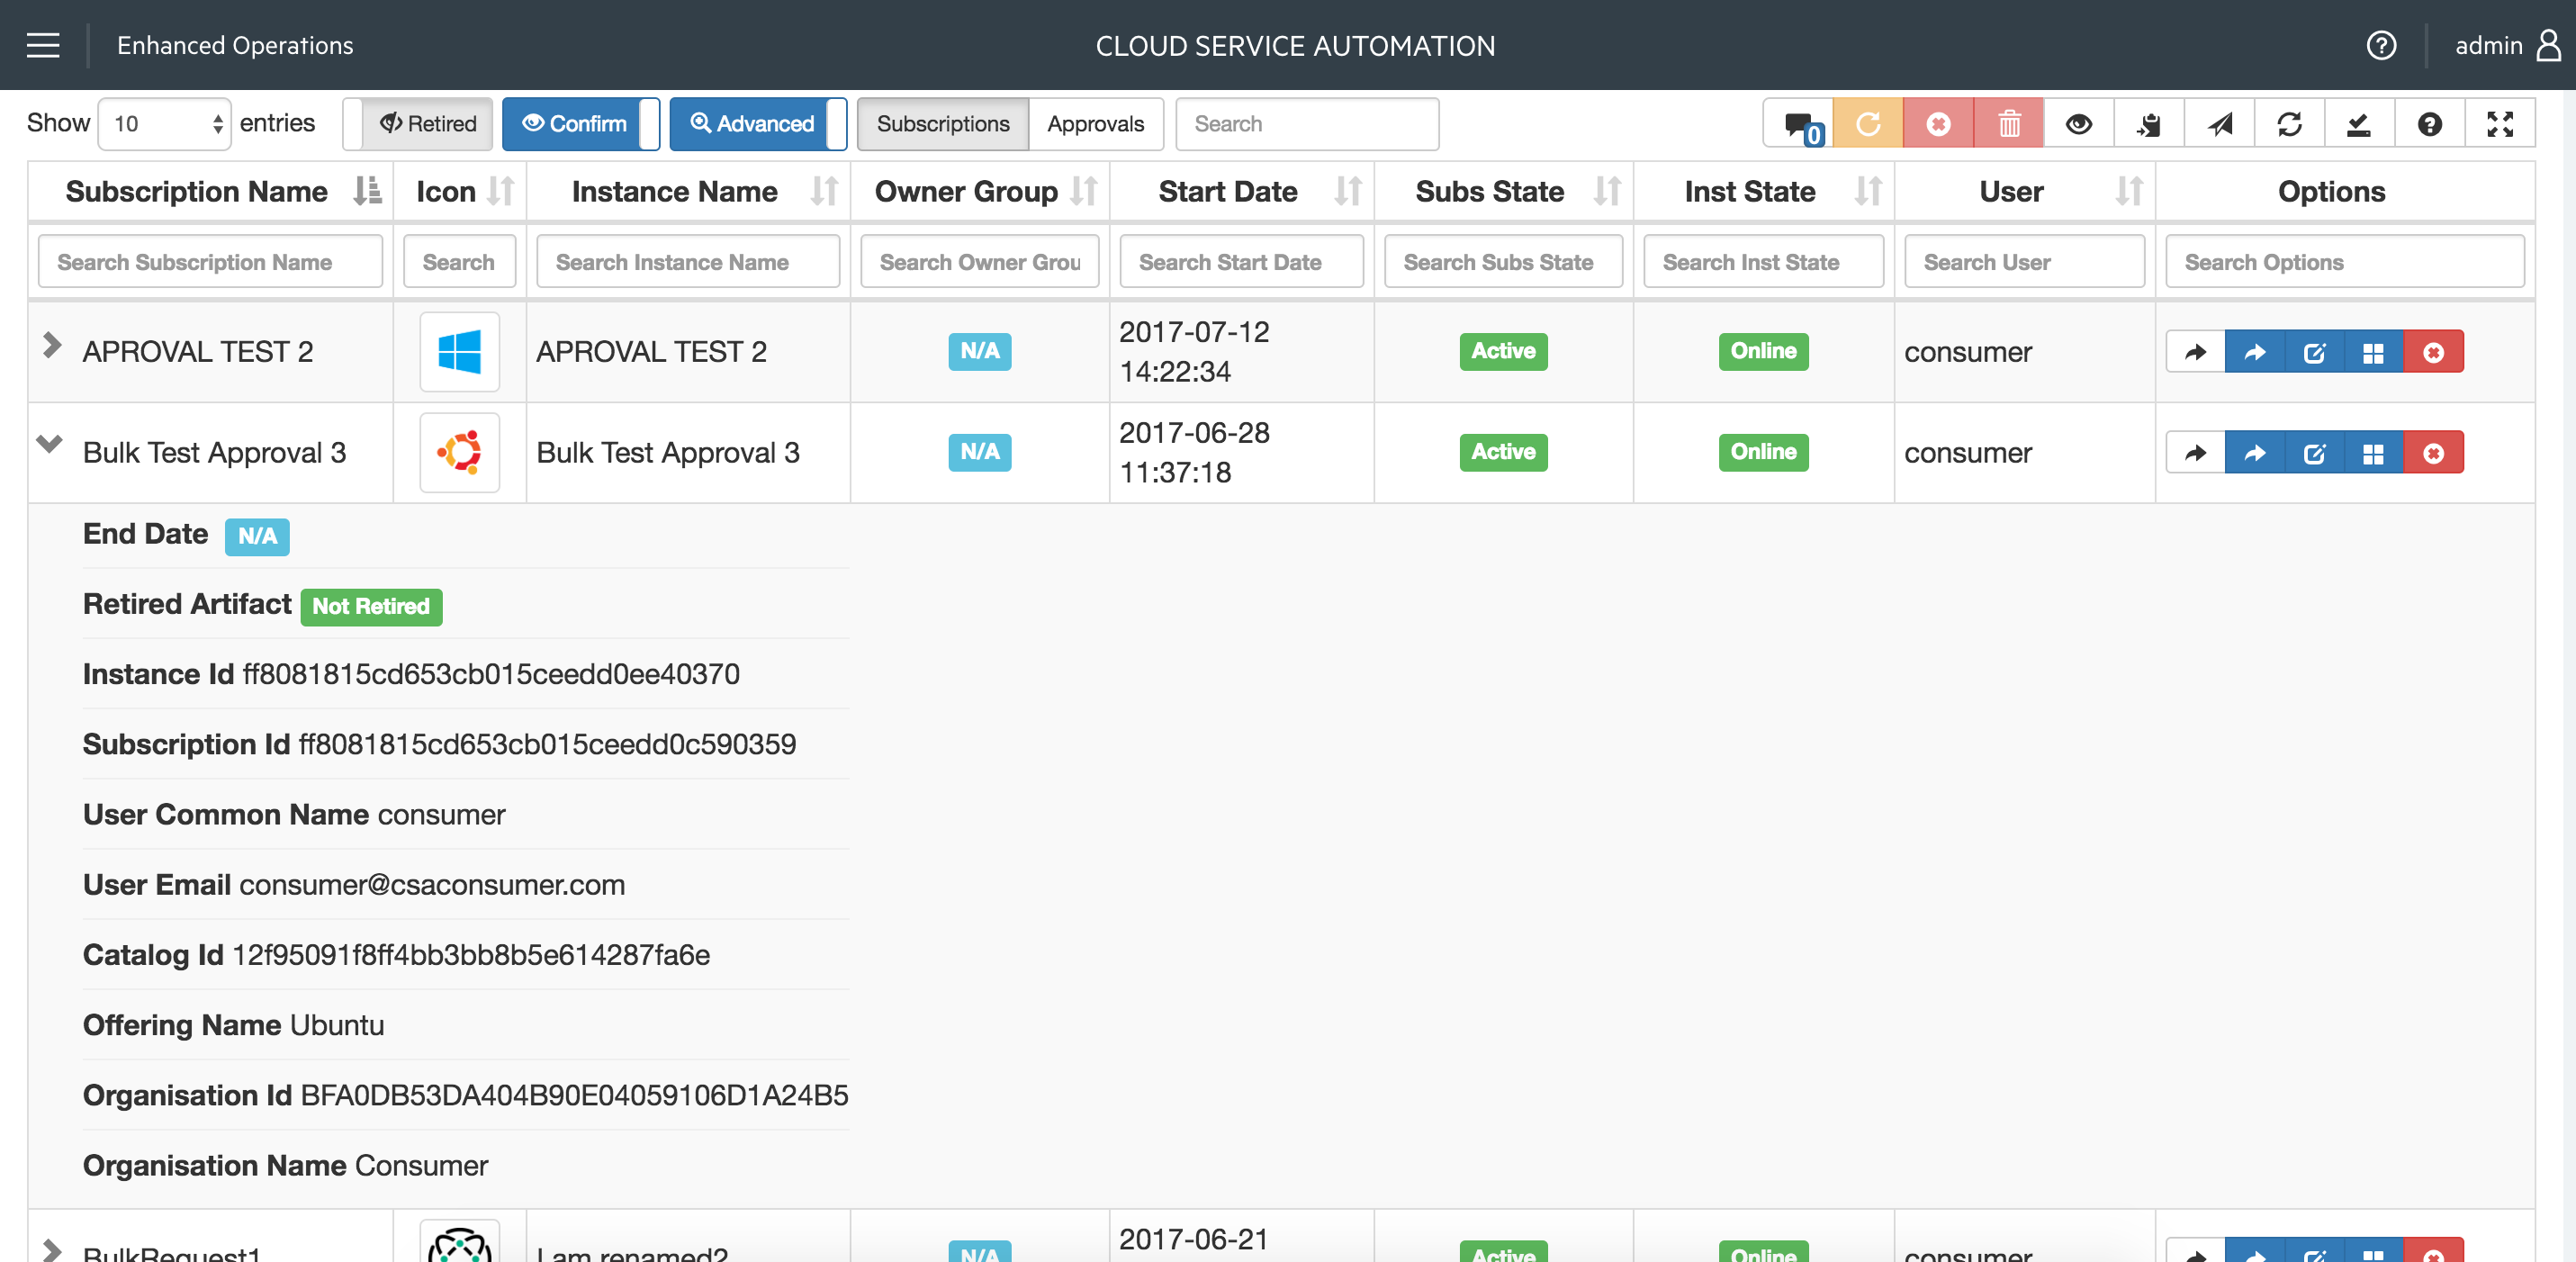 Enhanced Operations
CLOUD SERVICE AUTOMATION
admin
Show 10 entries Retired Confirm Advanced Subscriptions Approvals Search 0
Subscription Name Icon Instance Name Owner Group Start Date Subs State Inst State User Options
Search Subscription Name Search Search Instance Name Search Owner Grou Search Start Date Search Subs State Search Inst State Search User Search Options
APROVAL TEST 2 APROVAL TEST 2 N/A 2017-07-12 Active Online consumer
14:22:34
Bulk Test Approval 3 Bulk Test Approval 3 N/A 2017-06-28 Active Online consumer
11:37:18
End Date N/A
Retired Artifact Not Retired
Instance Id ff8081815cd653cb015ceedd0ee40370
Subscription Id ff8081815cd653cb015ceedd0c590359
User Common Name consumer
User Email consumer@csaconsumer.com
Catalog Id 12f95091f8ff4bb3bb8b5e614287fa6e
Offering Name Ubuntu
Organisation Id BFA0DB53DA404B90E04059106D1A24B5
Organisation Name Consumer
BulkRequest1 I am renamed2 N/A 2017-06-21 Active Online consumer